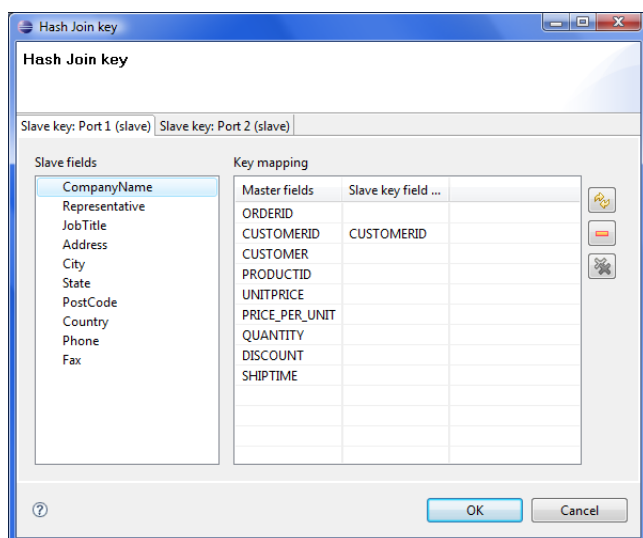 Hash Join key
Hash Join key
Slave key: Port 1 (slave) Slave key: Port 2 (slave)
Slave fields
CompanyName
Representative
JobTitle
Address
City
State
PostCode
Country
Phone
Fax
Key mapping
Master fields Slave key field ...
ORDERID
CUSTOMERID CUSTOMERID
CUSTOMER
PRODUCTID
UNITPRICE
PRICE_PER_UNIT
QUANTITY
DISCOUNT
SHIPTIME
OK Cancel